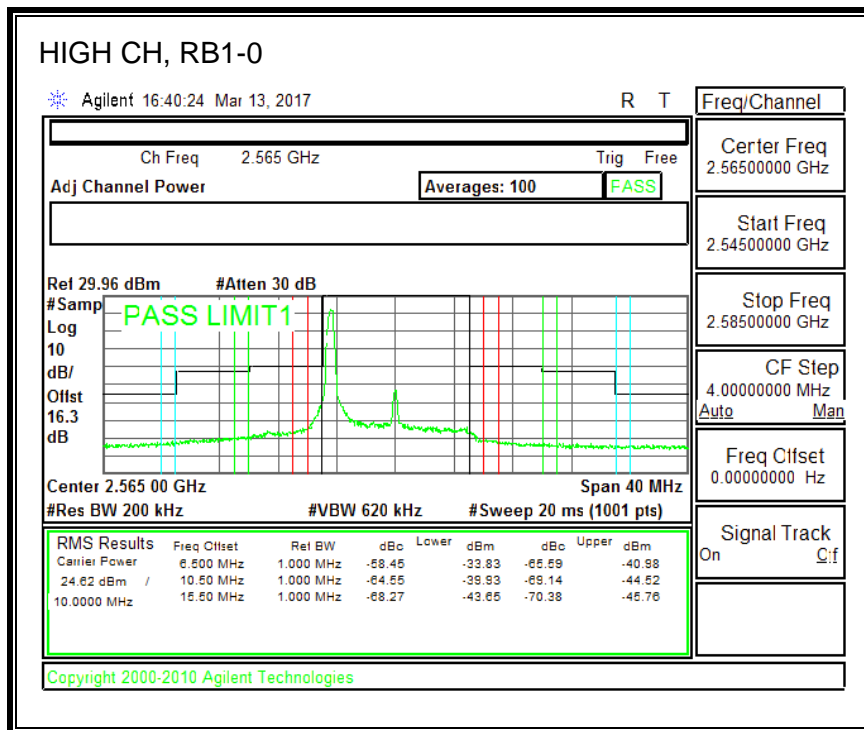 HIGH CH, RB1-0
Agilent 16:40:24 Mar 13, 2017 R T
Freq/Channel
Ch Freq 2.565 GHz Trig Free
Adj Channel Power Averages: 100 PASS
Center Freq
2.56500000 GHz
Start Freq
2.54500000 GHz
Stop Freq
2.58500000 GHz
CF Step
4.00000000 MHz
Auto Man
Freq Offset
0.00000000 Hz
Signal Track
On Off
Ref 29.96 dBm #Atten 30 dB
#Samp
Log
10
dB/
Offst
16.3
dB
PASS LIMIT1
Center 2.565 00 GHz Span 40 MHz
#Res BW 200 kHz #VBW 620 kHz #Sweep 20 ms (1001 pts)
RMS Results Freq Offset Ref BW dBc Lower dBm dBc Upper dBm
Carrier Power 6.500 MHz 1.000 MHz -58.45 -33.83 -65.59 -40.98
24.62 dBm / 10.50 MHz 1.000 MHz -64.55 -39.93 -69.14 -44.52
10.0000 MHz 15.50 MHz 1.000 MHz -68.27 -43.65 -70.38 -45.76
Copyright 2000-2010 Agilent Technologies